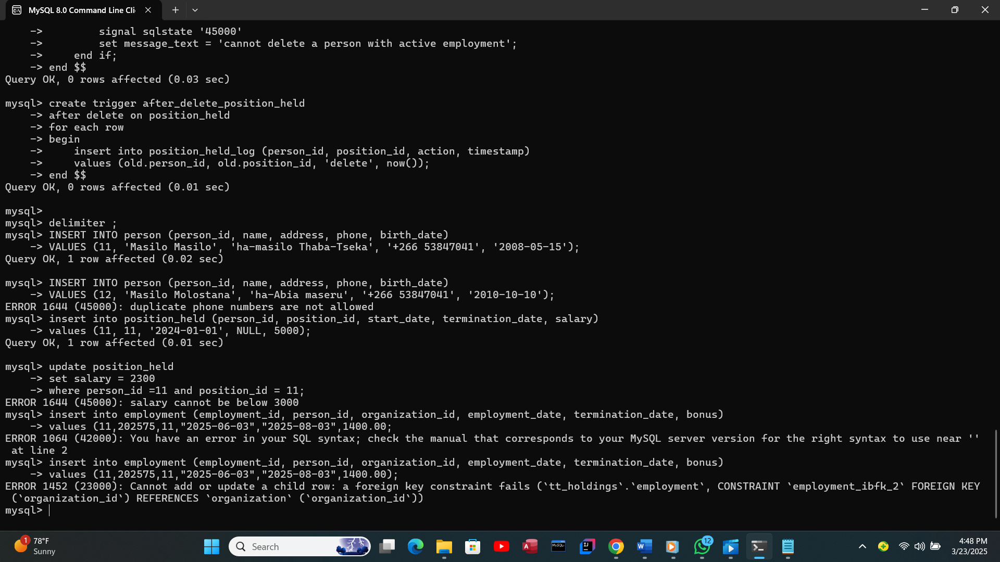 MySQL 8.0 Command Line Cli
    ->         signal sqlstate '45000'
    ->         set message_text = 'cannot delete a person with active employment';
    ->     end if;
    -> end $$
Query OK, 0 rows affected (0.03 sec)
mysql> create trigger after_delete_position_held
    -> after delete on position_held
    -> for each row
    -> begin
    ->     insert into position_held_log (person_id, position_id, action, timestamp)
    ->     values (old.person_id, old.position_id, 'delete', now());
    -> end $$
Query OK, 0 rows affected (0.01 sec)
mysql>
mysql> delimiter ;
mysql> INSERT INTO person (person_id, name, address, phone, birth_date)
    -> VALUES (11, 'Masilo Masilo', 'ha-masilo Thaba-Tseka', '+266 53847041', '2008-05-15');
Query OK, 1 row affected (0.02 sec)
mysql> INSERT INTO person (person_id, name, address, phone, birth_date)
    -> VALUES (12, 'Masilo Molostana', 'ha-Abia maseru', '+266 53847041', '2010-10-10');
ERROR 1644 (45000): duplicate phone numbers are not allowed
mysql> insert into position_held (person_id, position_id, start_date, termination_date, salary)
    -> values (11, 11, '2024-01-01', NULL, 5000);
Query OK, 1 row affected (0.01 sec)
mysql> update position_held
    -> set salary = 2300
    -> where person_id =11 and position_id = 11;
ERROR 1644 (45000): salary cannot be below 3000
mysql> insert into employment (employment_id, person_id, organization_id, employment_date, termination_date, bonus)
    -> values (11,202575,11,"2025-06-03","2025-08-03",1400.00;
ERROR 1064 (42000): You have an error in your SQL syntax; check the manual that corresponds to your MySQL server version for the right syntax to use near ''
 at line 2
mysql> insert into employment (employment_id, person_id, organization_id, employment_date, termination_date, bonus)
    -> values (11,202575,11,"2025-06-03","2025-08-03",1400.00);
ERROR 1452 (23000): Cannot add or update a child row: a foreign key constraint fails (`tt_holdings`.`employment`, CONSTRAINT `employment_ibfk_2` FOREIGN KEY
 (`organization_id`) REFERENCES `organization` (`organization_id`))
mysql>
1
78°F
Sunny
Search
A
MySQL>
IJ
W
12
4:48 PM
3/23/2025